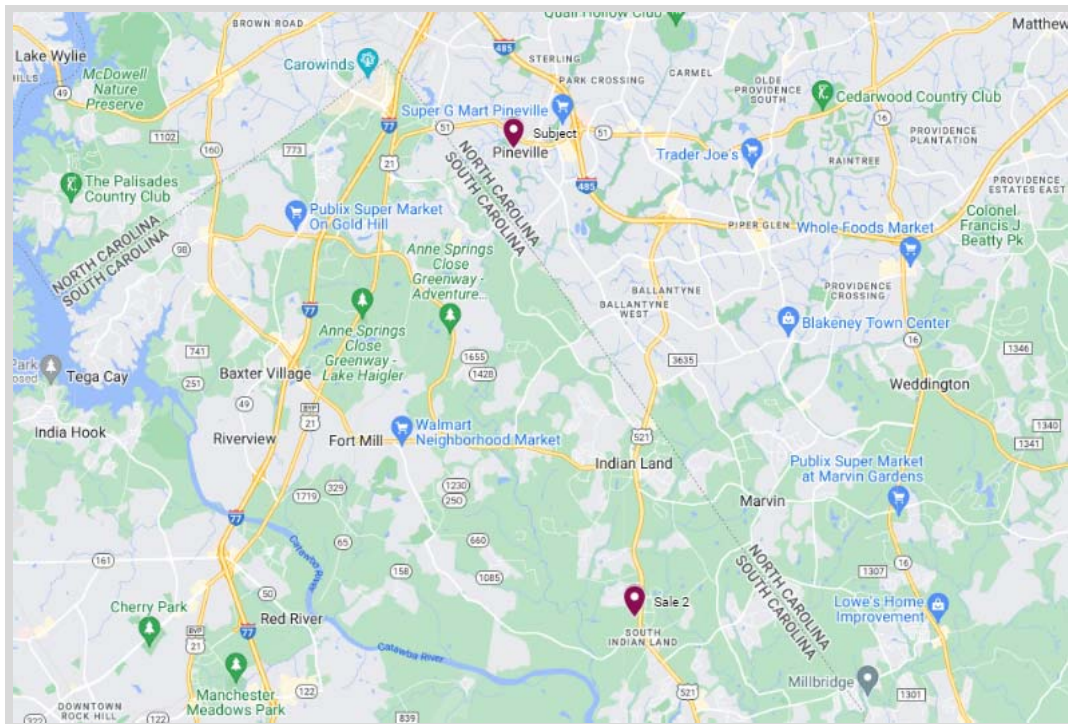 Quail Hollow Club
Matthew
BROWN ROAD
Lake Wylie
HILLS
McDowell
Nature
Preserve
49
Carowinds
77
485
STERLING
PARK CROSSING
CARMEL
OLDE
PROVIDENCE
SOUTH
Cedarwood Country Club
16
PROVIDENCE
PLANTATION
Super G Mart Pineville
51
Subject
51
1102
160
773
21
Pineville
Trader Joe's
RAINTREE
PROVIDENCE
ESTATES EAST
The Palisades
Country Club
NORTH CAROLINA
SOUTH CAROLINA
485
Publix Super Market
On Gold Hill
98
NORTH CAROLINA
SOUTH CAROLINA
Anne Springs
Close
Greenway -
Adventure...
PIPER GLEN
Whole Foods Market
Colonel
Francis J
Beatty Pk
77
BALLANTYNE
BALLANTYNE
WEST
PROVIDENCE
CROSSING
Blakeney Town Center
Anne Springs
Close
Greenway -
Lake Haigler
16
1346
741
1655
1428
3635
Park
Tega Cay
251
Baxter Village
Weddington
49
BYP
21
India Hook
Riverview
Fort Mill
Walmart
Neighborhood Market
521
1340
1341
Indian Land
Publix Super Market
at Marvin Gardens
329
1719
1230
250
Marvin
77
65
660
Catawba River
161
158
1085
NORTH CAROLINA
SOUTH CAROLINA
1307
16
50
Cherry Park
Red River
Sale 2
Lowe's Home
Improvement
BYP
21
77
SOUTH
INDIAN LAND
Catawba River
Manchester
Meadows Park
122
521
Millbridge
1301
DOWNTOWN
ROCK HILL
322
122
839